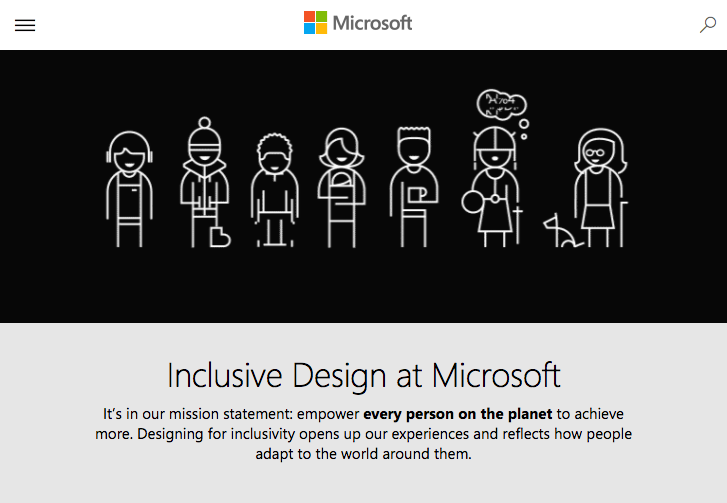 Microsoft
Inclusive Design at Microsoft
It's in our mission statement: empower every person on the planet to achieve
more. Designing for inclusivity opens up our experiences and reflects how people
adapt to the world around them.